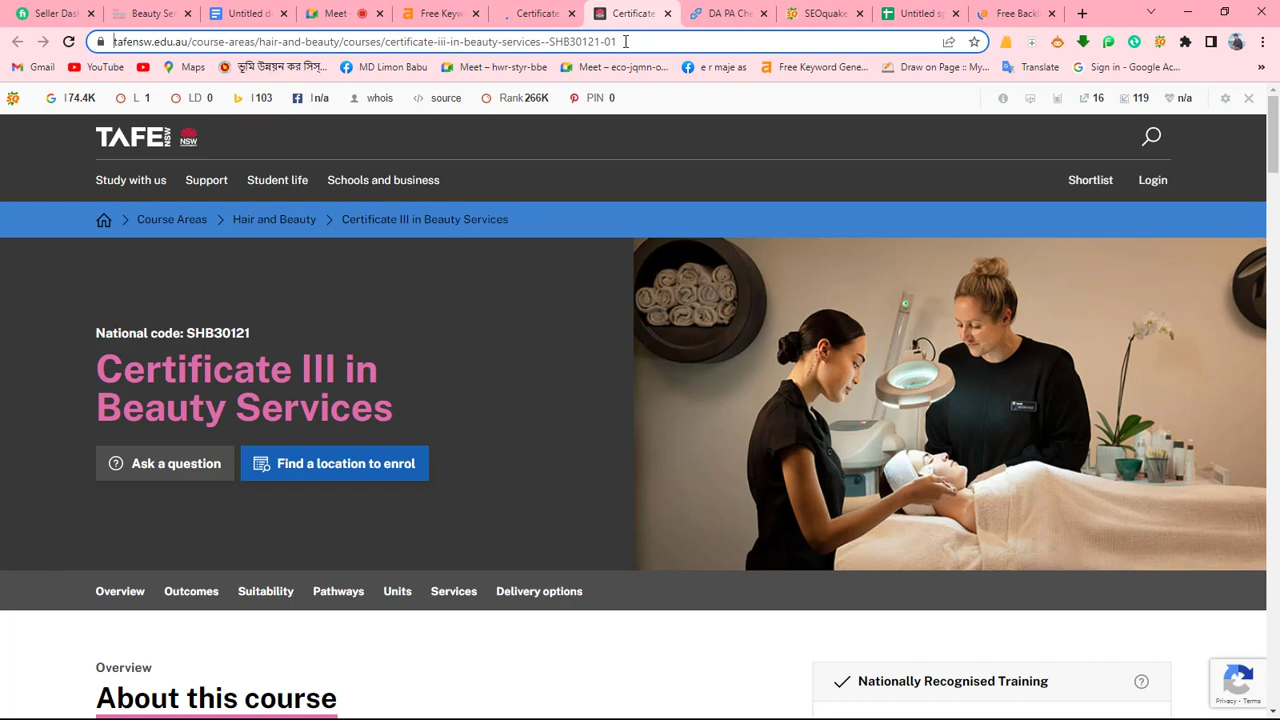 Seller Dash
Beauty Ser
Untitled d
Meet -
Free Keyw
Certificate
Certificate
DA PA Che
SEOquake
Untitled sp
Free Backl
tafensw.edu.au/course-areas/hair-and-beauty/courses/certificate-iii-in-beauty-services--SHB30121-01
Gmail
YouTube
Maps
ভূমি উন্নয়ন কর সিস্...
MD Limon Babu
Meet – hwr-styr-bbe
Meet – eco-jqmn-o...
e r maje as
Free Keyword Gene...
Draw on Page :: My...
Translate
Sign in - Google Ac...
»
I 74.4K
L 1
LD 0
I 103
I n/a
whois
source
Rank 266K
PIN 0
16
119
n/a
TAFE NSW
NSW
Study with us
Support
Student life
Schools and business
Shortlist
Login
Course Areas
Hair and Beauty
Certificate III in Beauty Services
National code: SHB30121
Certificate III in
Beauty Services
Ask a question
Find a location to enrol
Overview
Outcomes
Suitability
Pathways
Units
Services
Delivery options
Overview
About this course
Nationally Recognised Training
Privacy - Terms